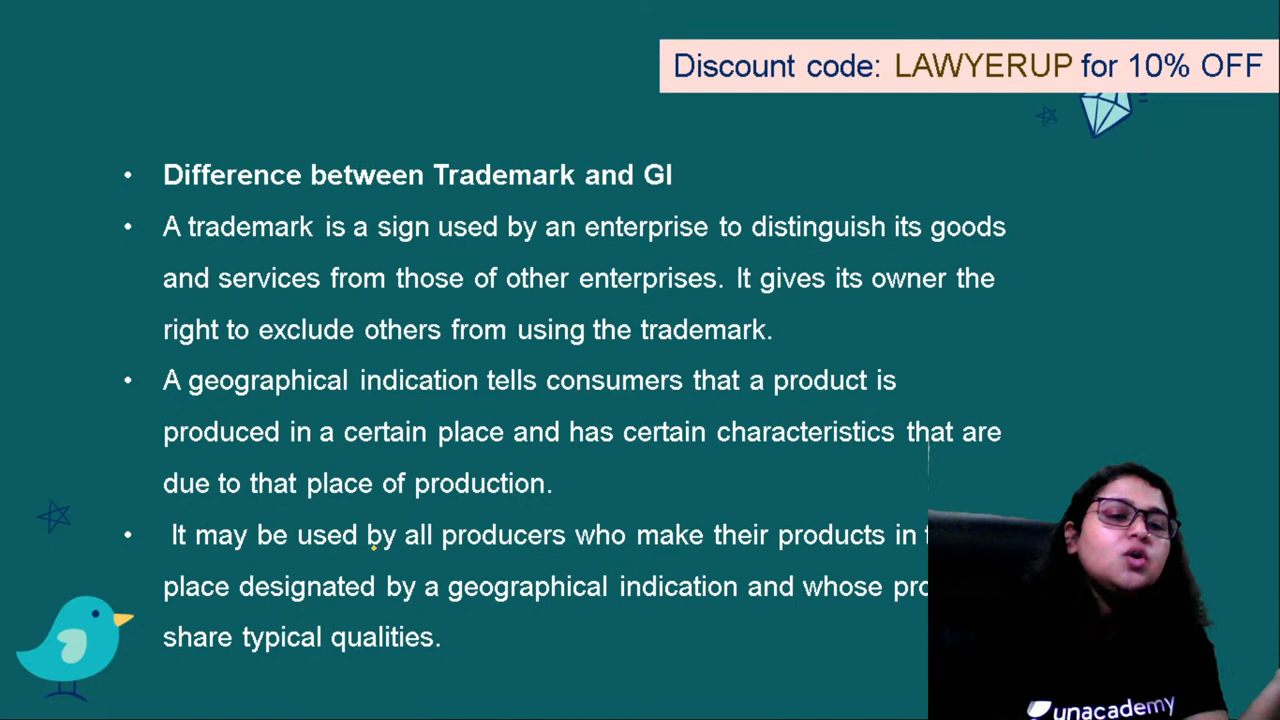 Discount code: LAWYERUP for 10% OFF
• Difference between Trademark and GI
• A trademark is a sign used by an enterprise to distinguish its goods
and services from those of other enterprises. It gives its owner the
right to exclude others from using the trademark.
• A geographical indication tells consumers that a product is
produced in a certain place and has certain characteristics that are
due to that place of production.
• It may be used by all producers who make their products in
place designated by a geographical indication and whose
share typical qualities.
unacademy